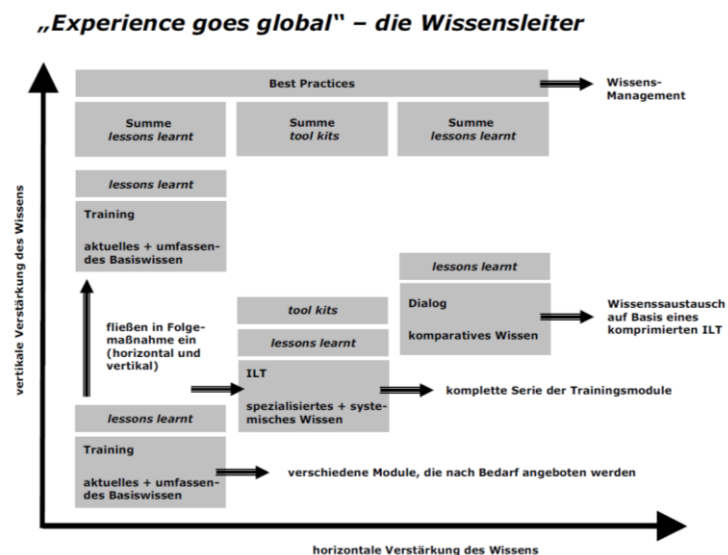 „Experience goes global“ – die Wissensleiter
Best Practices
Wissens-
Management
Summe
lessons learnt
Summe
tool kits
Summe
lessons learnt
lessons learnt
Training
aktuelles + umfassen-
des Basiswissen
lessons learnt
Dialog
komparatives Wissen
Wissensaustausch
auf Basis eines
komprimierten ILT
tool kits
lessons learnt
fließen in Folge-
maßnahme ein
(horizontal und
vertikal)
ILT
spezialisiertes + syste-
misches Wissen
komplette Serie der Trainingsmodule
lessons learnt
Training
aktuelles + umfassen-
des Basiswissen
verschiedene Module, die nach Bedarf angeboten werden
vertikale Verstärkung des Wissens
horizontale Verstärkung des Wissens